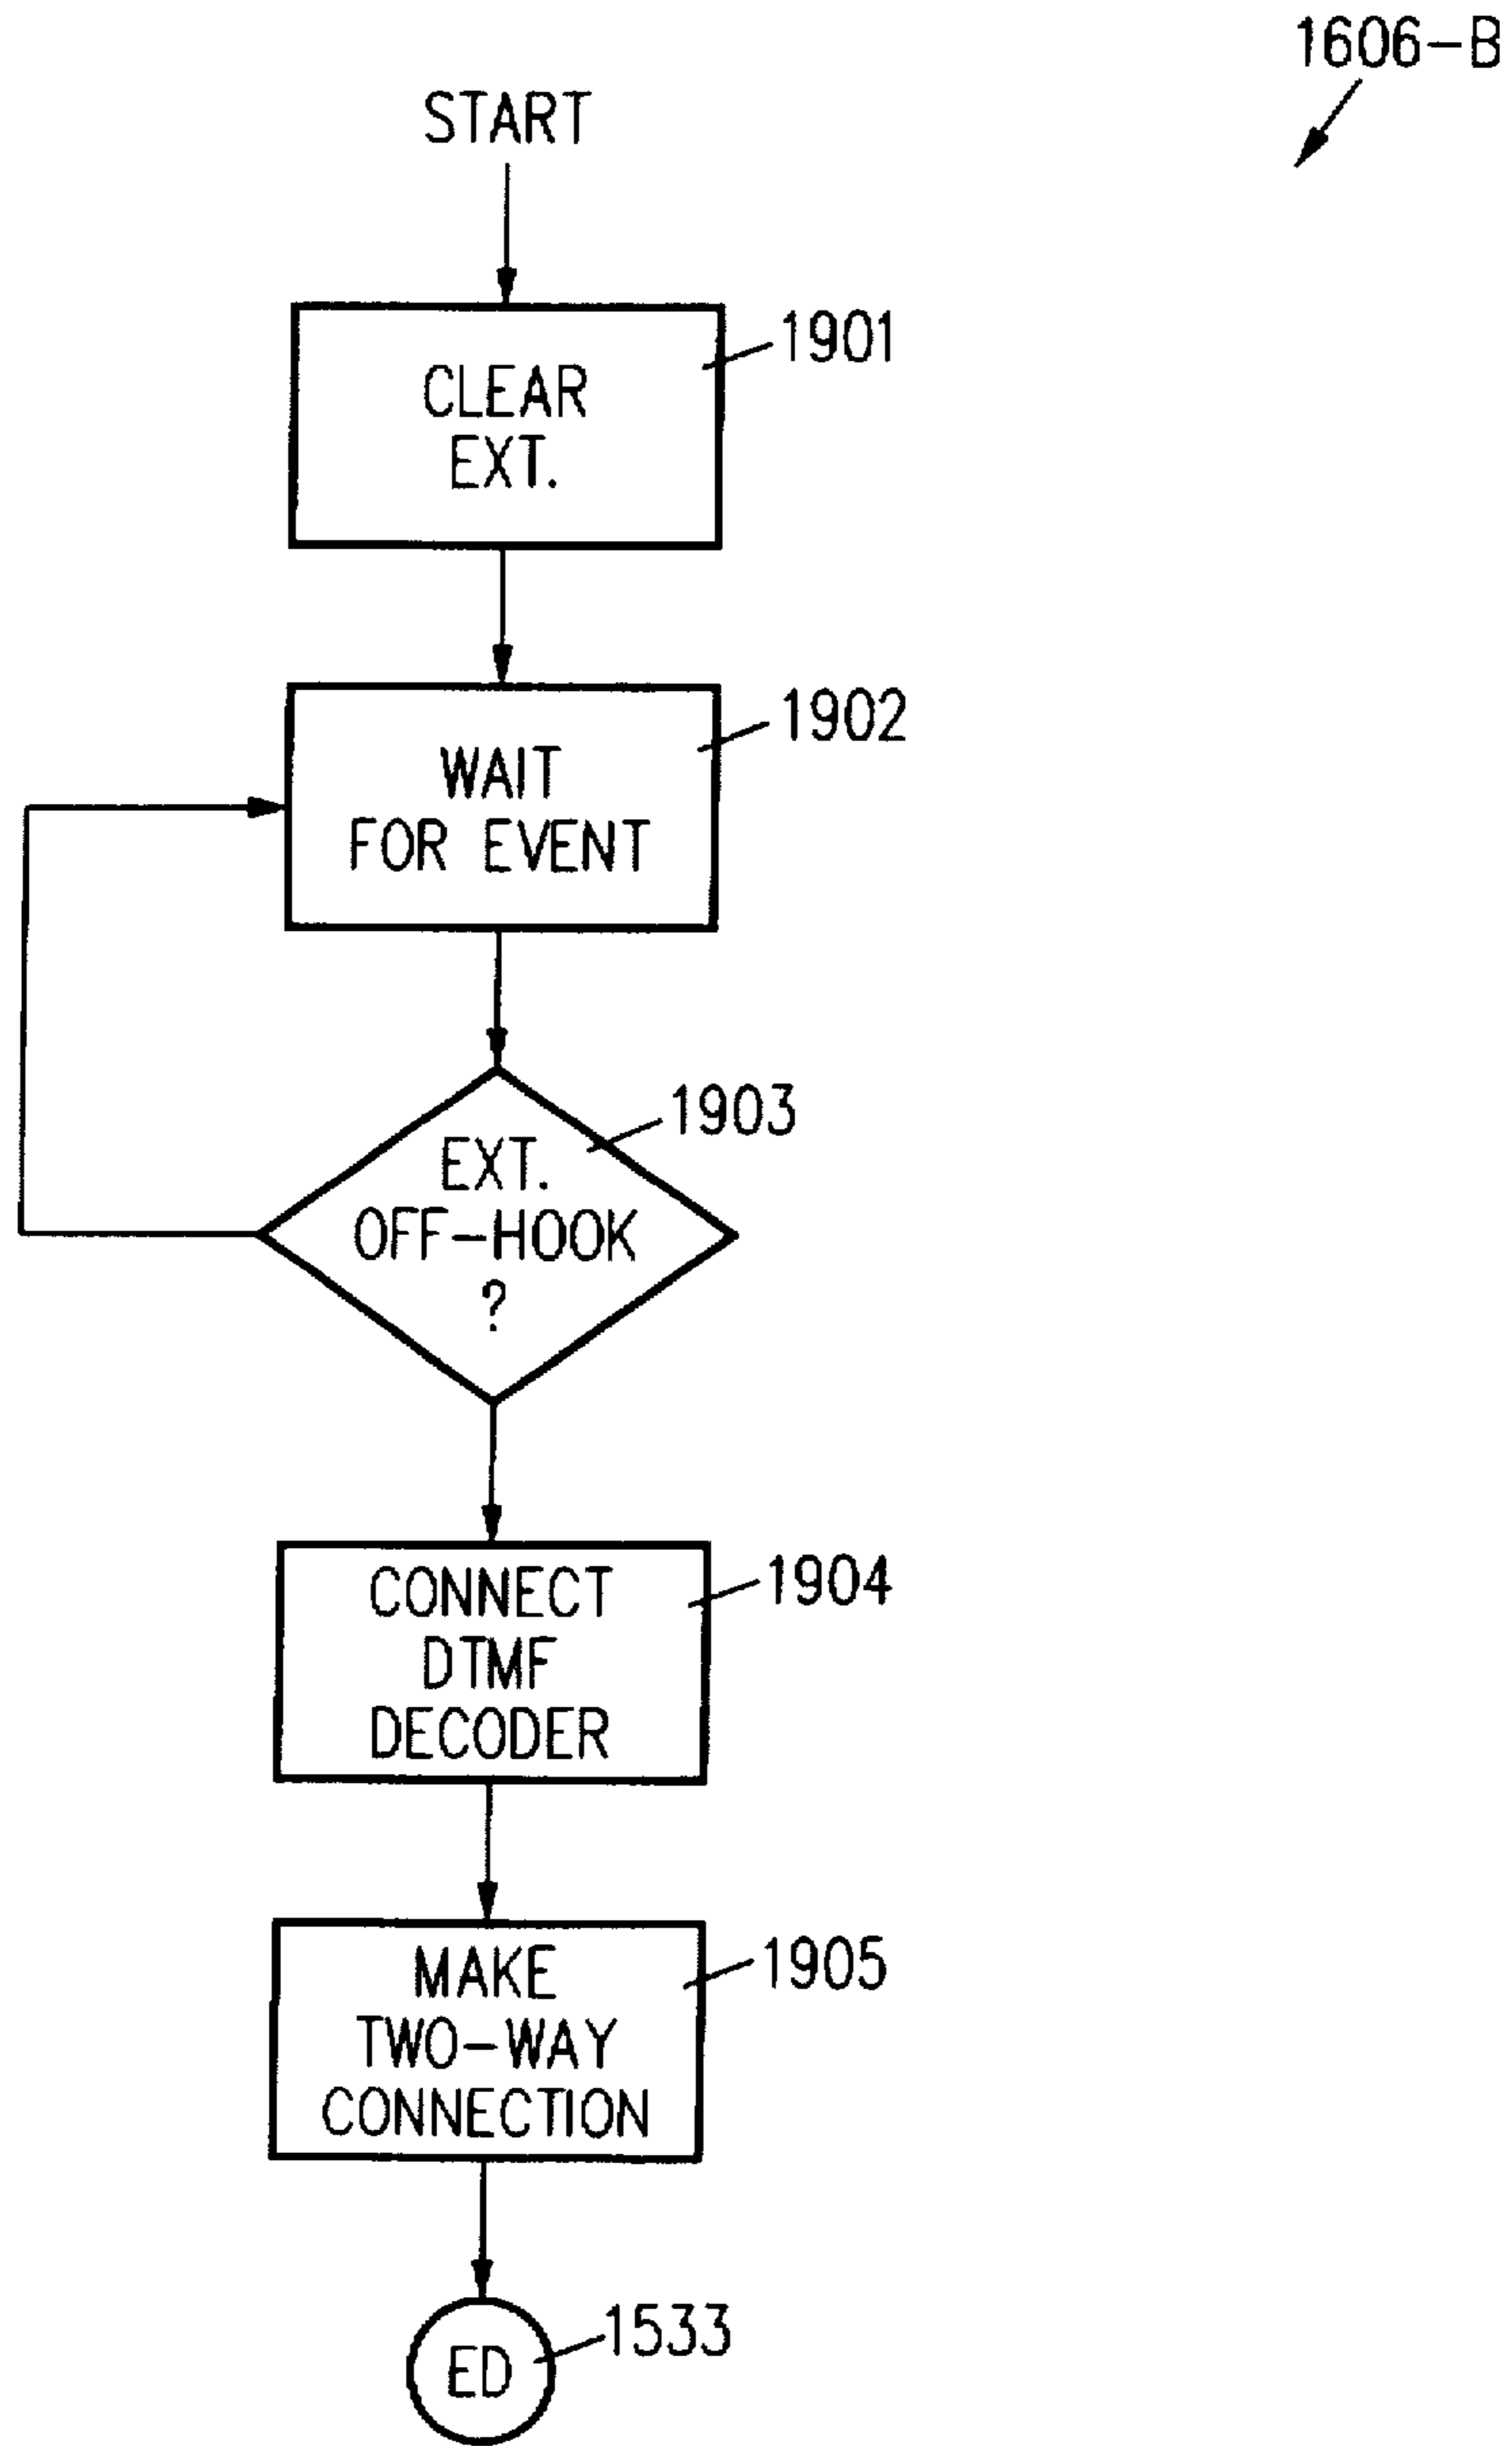 1606-B
START
1901
CLEAR
EXT.
1902
WAIT
FOR EVENT
1903
EXT.
OFF-HOOK
?
1904
CONNECT
DTMF
DECODER
1905
MAKE
TWO-WAY
CONNECTION
1533
ED